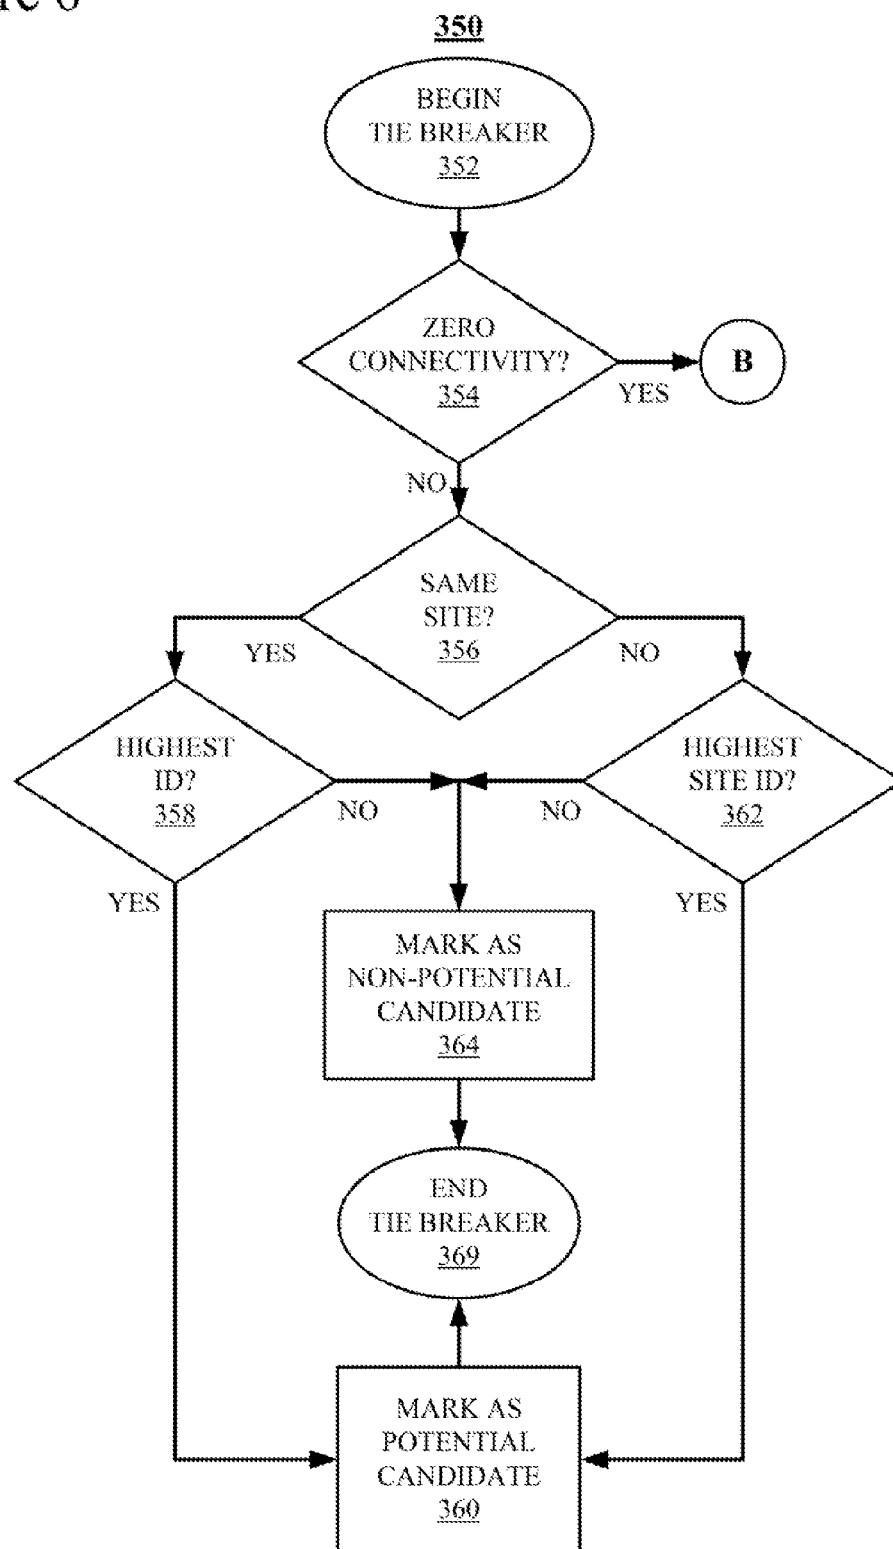 350
BEGIN
TIE BREAKER
352
ZERO
CONNECTIVITY?
354
YES
B
NO
SAME
SITE?
356
YES
NO
HIGHEST
ID?
358
NO
YES
HIGHEST
SITE ID?
362
NO
YES
MARK AS
NON-POTENTIAL
CANDIDATE
364
END
TIE BREAKER
369
MARK AS
POTENTIAL
CANDIDATE
360